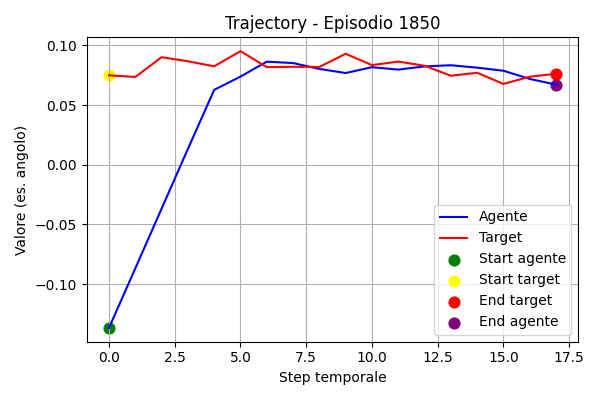 Trajectory - Episodio 1850
Valore (es. angolo)
0.10
0.05
0.00
−0.05
−0.10
Agente
Target
Start agente
Start target
End target
End agente
0.0 2.5 5.0 7.5 10.0 12.5 15.0 17.5
Step temporale